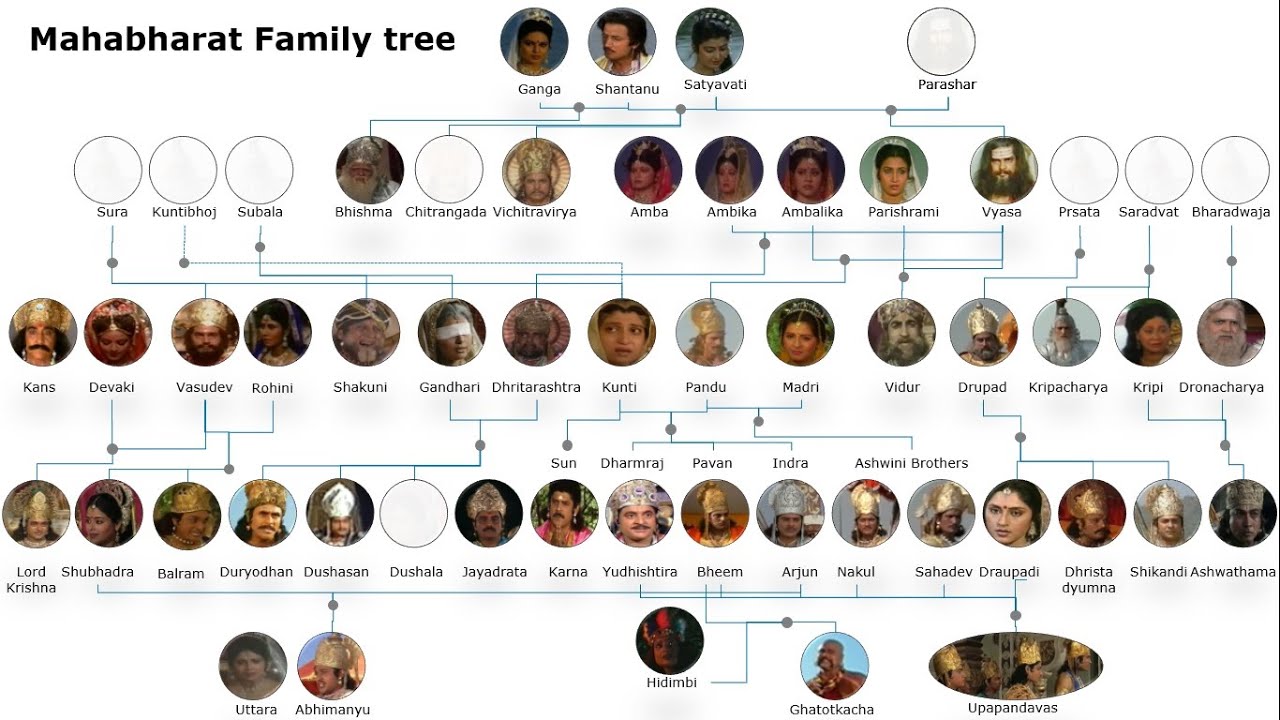 Mahabharat Family tree
Ganga
Shantanu
Satyavati
Parashar
Sura
Kuntibhoj
Subala
Bhishma
Chitrangada
Vichitravirya
Amba
Ambika
Ambalika
Parishrami
Vyasa
Prsata
Saradvat
Bharadwaja
Kans
Devaki
Vasudev
Rohini
Shakuni
Gandhari
Dhritarashtra
Kunti
Pandu
Madri
Vidur
Drupad
Kripacharya
Kripi
Dronacharya
Sun
Dharmraj
Pavan
Indra
Ashwini Brothers
Lord
Krishna
Shubhadra
Balram
Duryodhan
Dushasan
Dushala
Jayadrata
Karna
Yudhishtira
Bheem
Arjun
Nakul
Sahadev
Draupadi
Dhrista
dyumna
Shikandi
Ashwathama
Uttara
Abhimanyu
Hidimbi
Ghatotkacha
Upapandavas